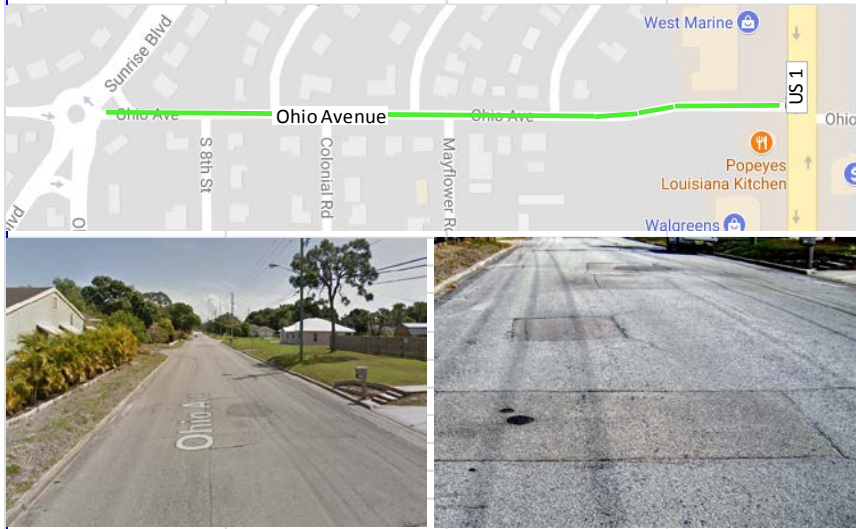 West Marine
Sunrise Blvd
US 1
Ohio Ave
Ohio Avenue
Ohio Ave
Ohio
S 8th St
Colonial Rd
Mayflower Rd
Popeyes
Louisiana Kitchen
Walgreens
Ohio